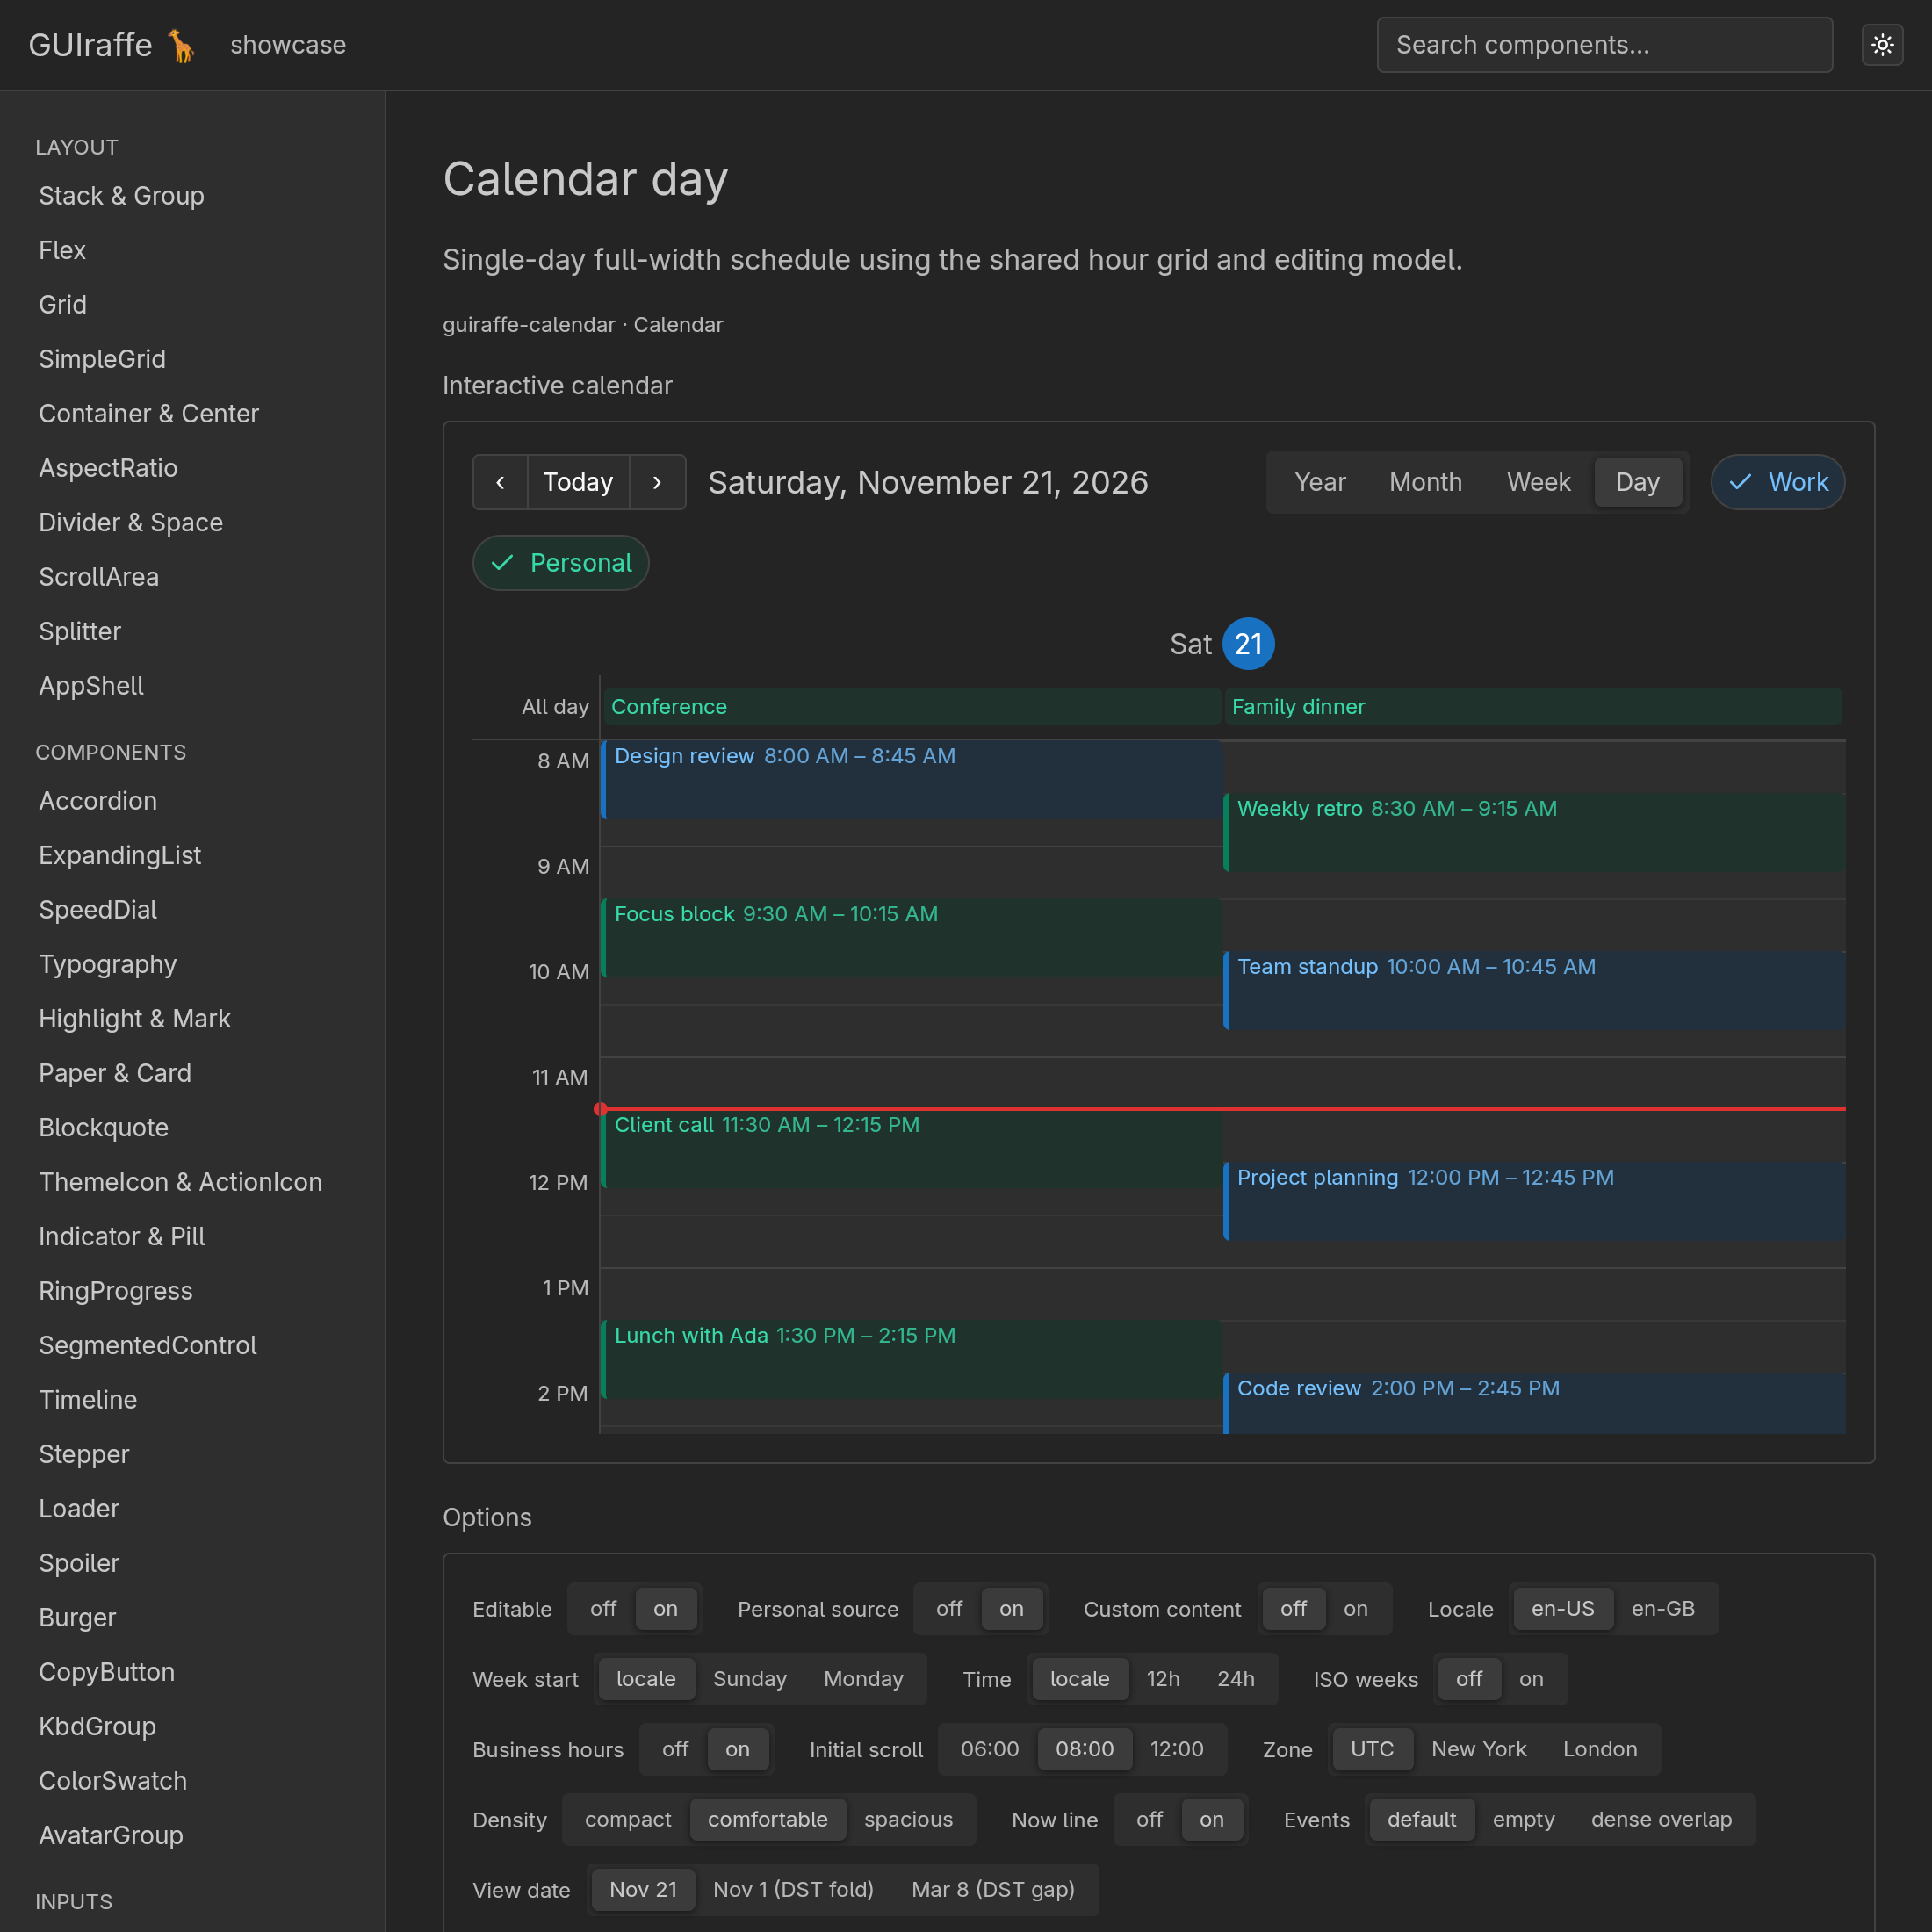 GUIraffe 🦒 showcase Search components...
LAYOUT
Stack & Group
Flex
Grid
SimpleGrid
Container & Center
AspectRatio
Divider & Space
ScrollArea
Splitter
AppShell
COMPONENTS
Accordion
ExpandingList
SpeedDial
Typography
Highlight & Mark
Paper & Card
Blockquote
ThemeIcon & ActionIcon
Indicator & Pill
RingProgress
SegmentedControl
Timeline
Stepper
Loader
Spoiler
Burger
CopyButton
KbdGroup
ColorSwatch
AvatarGroup
INPUTS
Calendar day
Single-day full-width schedule using the shared hour grid and editing model.
guiraffe-calendar · Calendar
Interactive calendar
‹ Today › Saturday, November 21, 2026 Year Month Week Day ✓ Work
✓ Personal
Sat 21
All day Conference Family dinner
8 AM Design review 8:00 AM – 8:45 AM
Weekly retro 8:30 AM – 9:15 AM
9 AM
Focus block 9:30 AM – 10:15 AM
10 AM Team standup 10:00 AM – 10:45 AM
11 AM
Client call 11:30 AM – 12:15 PM
12 PM Project planning 12:00 PM – 12:45 PM
1 PM
Lunch with Ada 1:30 PM – 2:15 PM
2 PM Code review 2:00 PM – 2:45 PM
Options
Editable off on Personal source off on Custom content off on Locale en-US en-GB
Week start locale Sunday Monday Time locale 12h 24h ISO weeks off on
Business hours off on Initial scroll 06:00 08:00 12:00 Zone UTC New York London
Density compact comfortable spacious Now line off on Events default empty dense overlap
View date Nov 21 Nov 1 (DST fold) Mar 8 (DST gap)